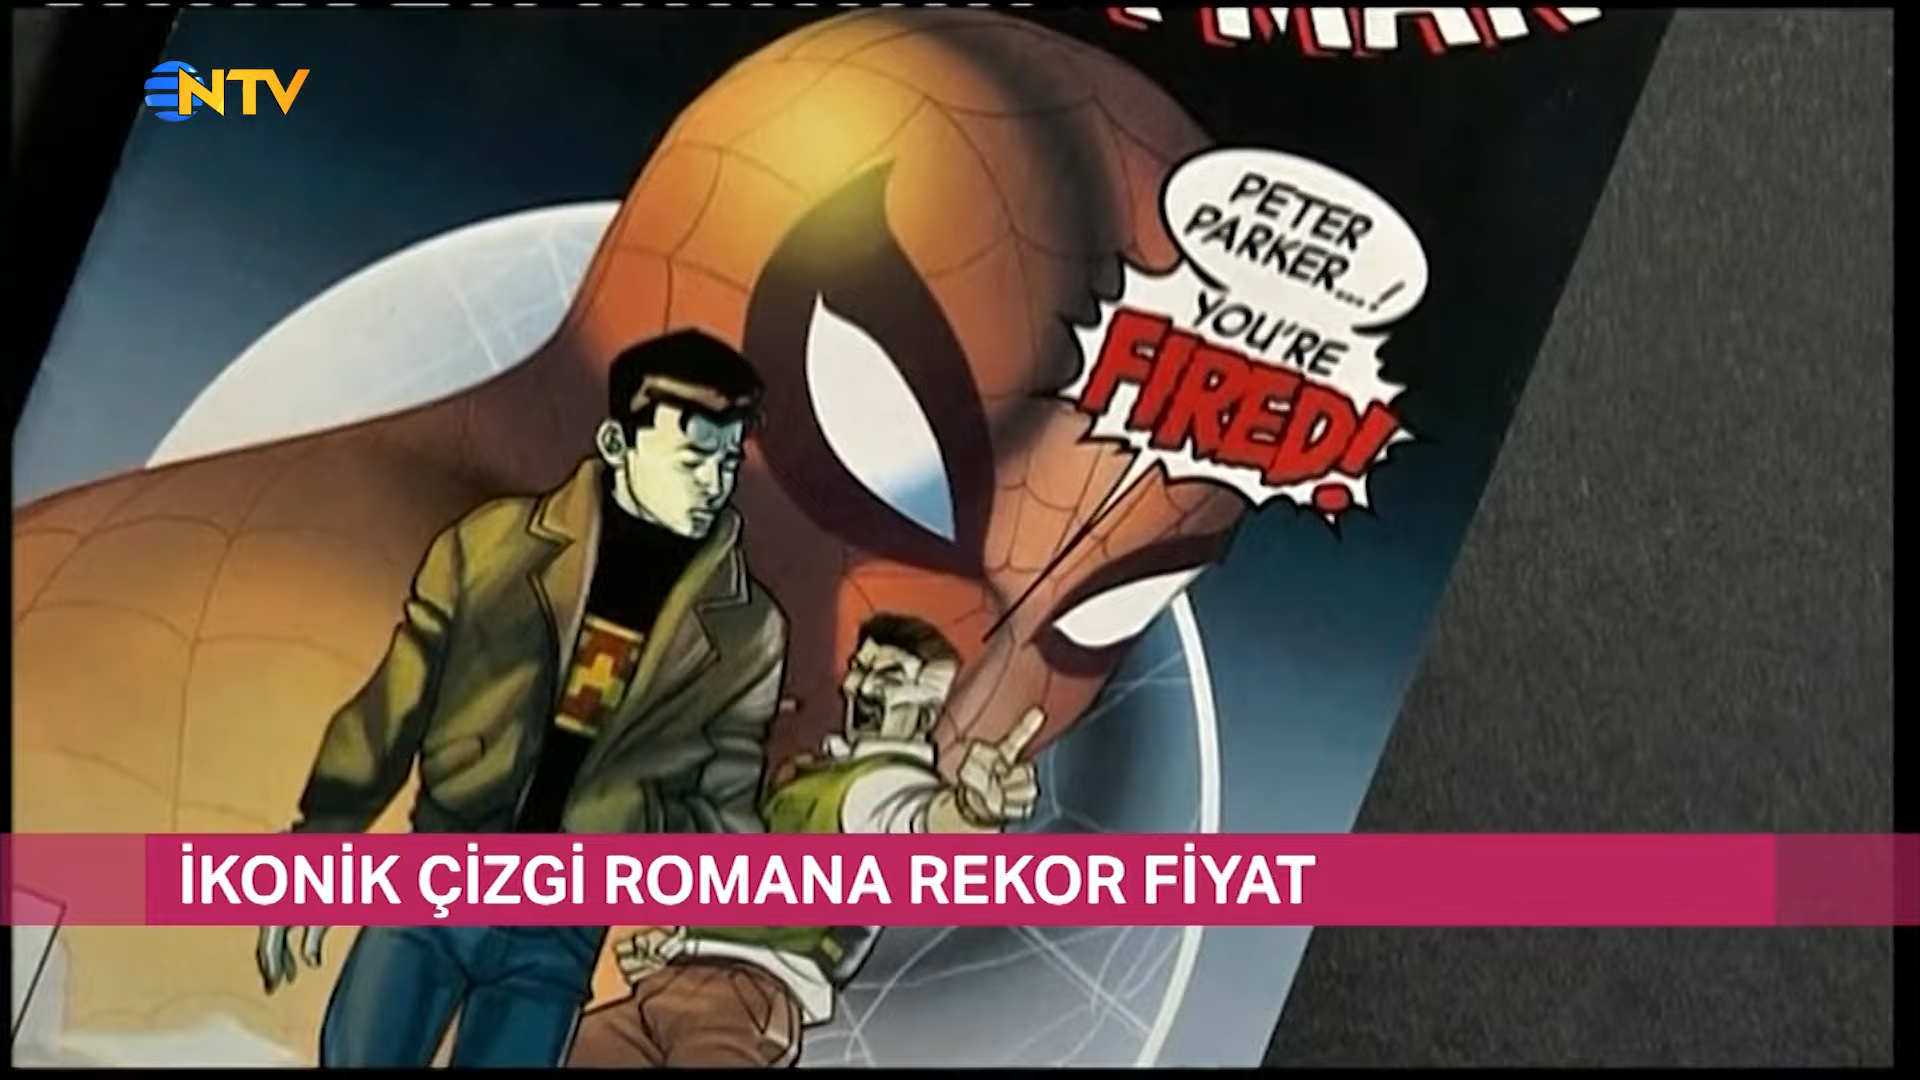 NTV
PETER
PARKER...!
YOU'RE
FIRED!
İKONİK ÇİZGİ ROMANA REKOR FİYAT